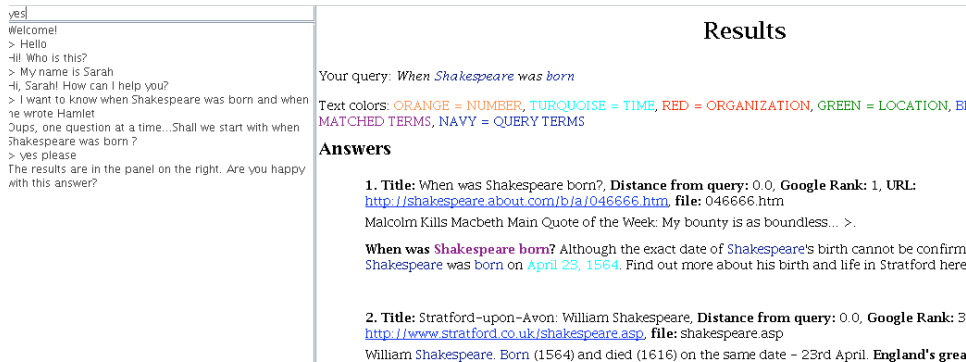 yes
Welcome!
> Hello
Hi! Who is this?
> My name is Sarah
Hi, Sarah! How can I help you?
> I want to know when Shakespeare was born and when
he wrote Hamlet
Oups, one question at a time...Shall we start with when
Shakespeare was born ?
> yes please
The results are in the panel on the right. Are you happy
with this answer?
Results
Your query: When Shakespeare was born
Text colors: ORANGE = NUMBER, TURQUOISE = TIME, RED = ORGANIZATION, GREEN = LOCATION,
MATCHED TERMS, NAVY = QUERY TERMS
Answers
1. Title: When was Shakespeare born?, Distance from query: 0.0, Google Rank: 1, URL:
http://shakespeare.about.com/b/a/046666.htm, file: 046666.htm
Malcolm Kills Macbeth Main Quote of the Week: My bounty is as boundless... >.
When was Shakespeare born? Although the exact date of Shakespeare's birth cannot be confirm
Shakespeare was born on April 23, 1564. Find out more about his birth and life in Stratford here
2. Title: Stratford-upon-Avon: William Shakespeare, Distance from query: 0.0, Google Rank: 3
http://www.stratford.co.uk/shakespeare.asp, file: shakespeare.asp
William Shakespeare. Born (1564) and died (1616) on the same date - 23rd April. England's grea